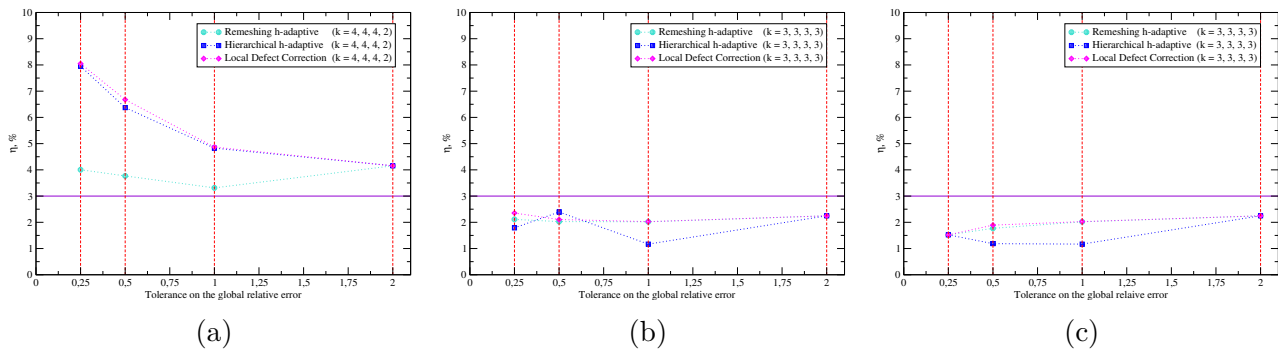 10
9
8
7
6
5
4
3
2
1
0
η, %
Remeshing h-adaptive (k = 4, 4, 4, 2)
Hierarchical h-adaptive (k = 4, 4, 4, 2)
Local Defect Correction (k = 4, 4, 4, 2)
0 0,25 0,5 0,75 1 1,25 1,5 1,75 2
Tolerance on the global relaive error
(a)
10
9
8
7
6
5
4
3
2
1
0
η, %
Remeshing h-adaptive (k = 3, 3, 3, 3)
Hierarchical h-adaptive (k = 3, 3, 3, 3)
Local Defect Correction (k = 3, 3, 3, 3)
0 0,25 0,5 0,75 1 1,25 1,5 1,75 2
Tolerance on the global relaive error
(b)
10
9
8
7
6
5
4
3
2
1
0
η, %
Remeshing h-adaptive (k = 3, 3, 3, 3)
Hierarchical h-adaptive (k = 3, 3, 3, 3)
Local Defect Correction (k = 3, 3, 3, 3)
0 0,25 0,5 0,75 1 1,25 1,5 1,75 2
Tolerance on the global relaive error
(c)